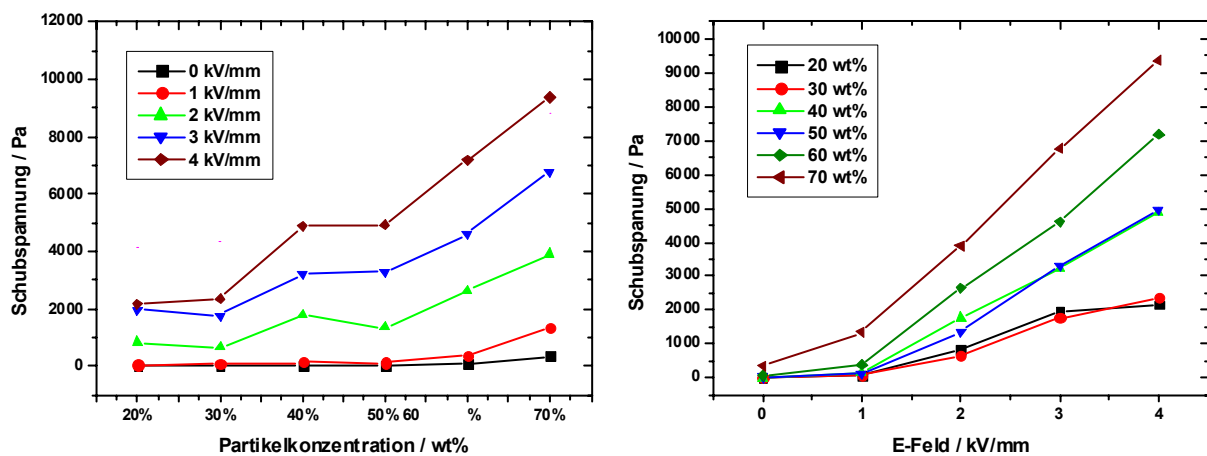 12000
10000
8000
6000
4000
2000
0
Schubspannung / Pa
0 kV/mm
1 kV/mm
2 kV/mm
3 kV/mm
4 kV/mm
20% 30% 40% 50% 60 % 70%
Partikelkonzentration / wt%
10000
9000
8000
7000
6000
5000
4000
3000
2000
1000
0
Schubspanung / Pa
20 wt%
30 wt%
40 wt%
50 wt%
60 wt%
70 wt%
0 1 2 3 4
E-Feld / kV/mm